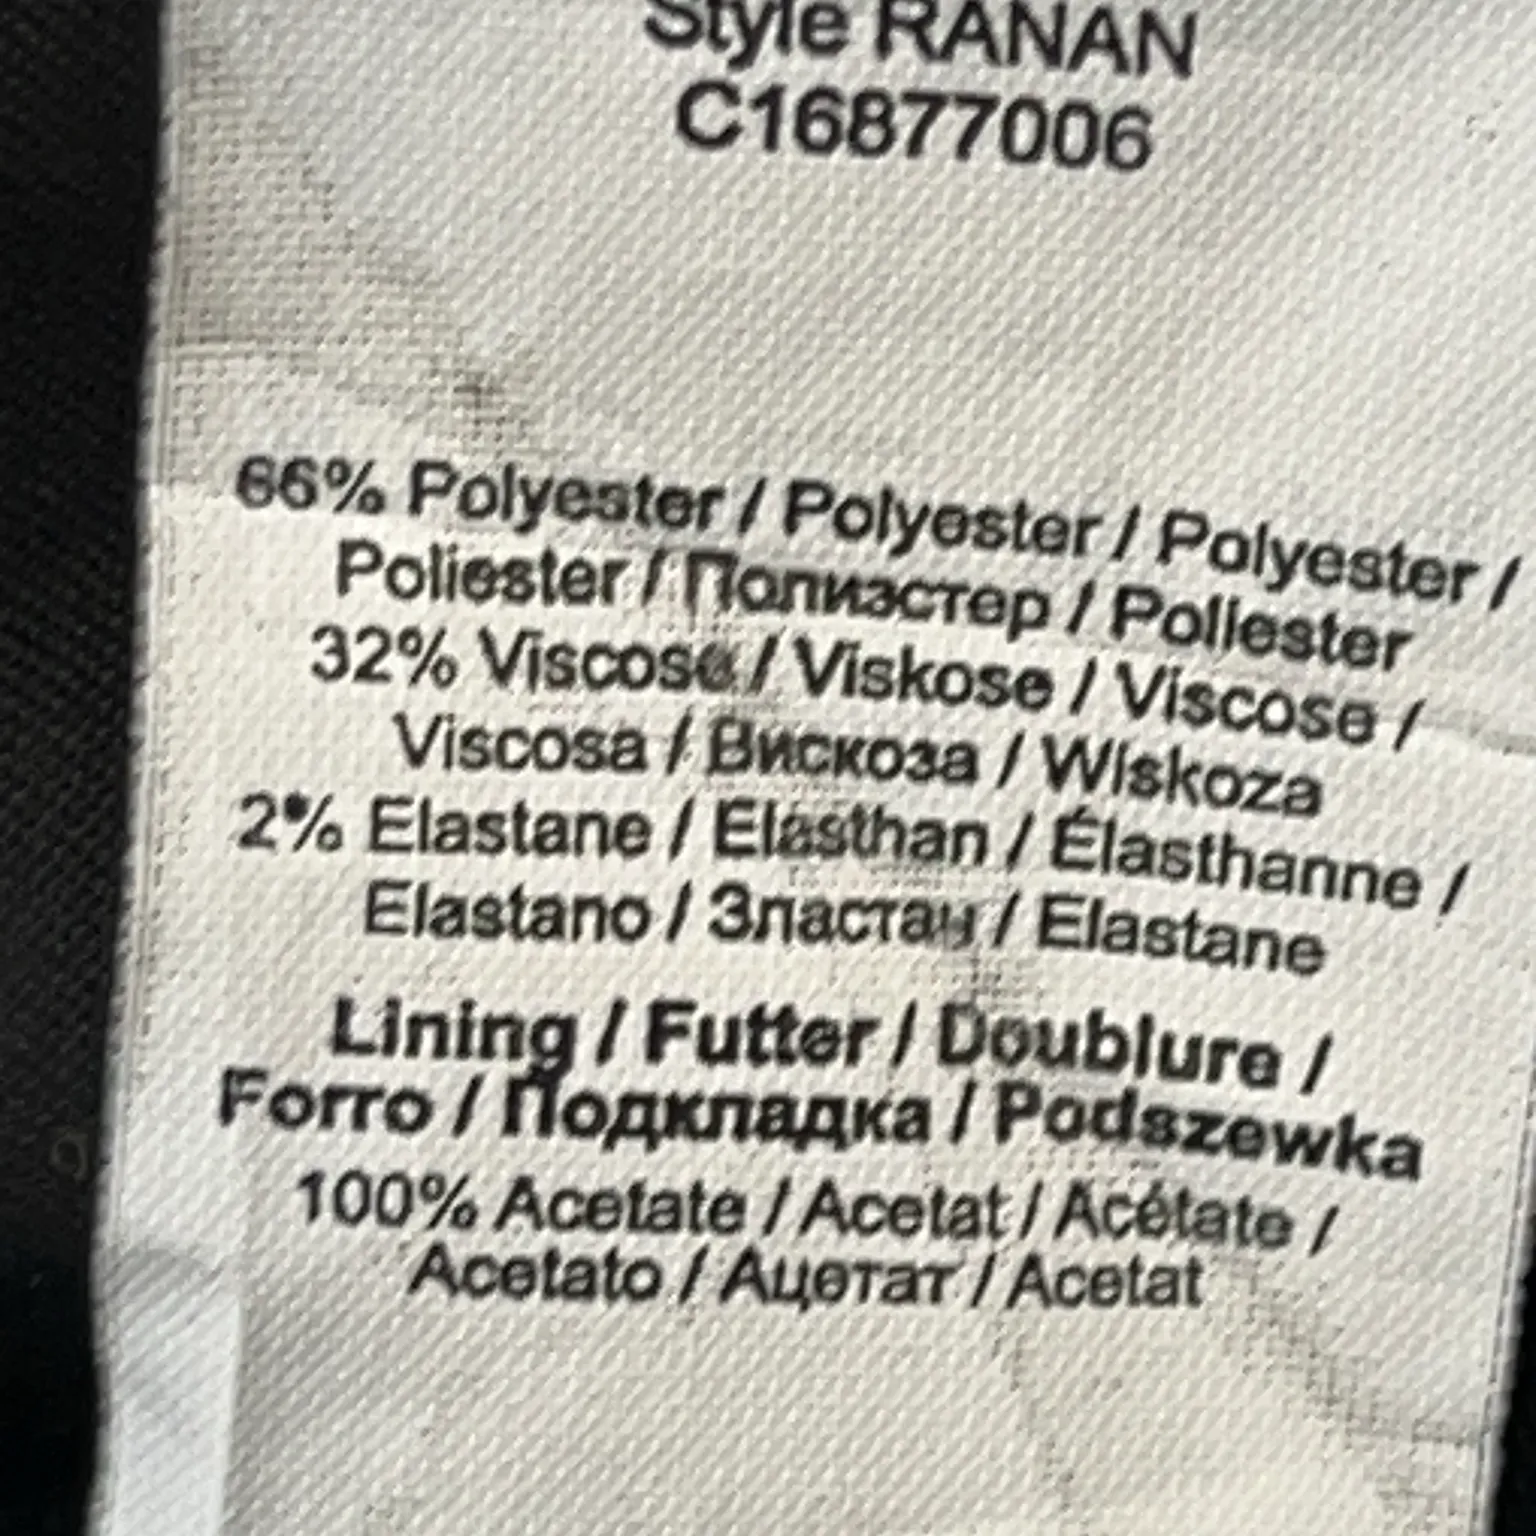 Style RANAN
C16877006
66% Polyester / Polyester / Polyester /
Poliester / Полиэстер / Poliester
32% Viscose / Viskose / Viscose /
Viscosa / Вискоза / Wiskoza
2% Elastane / Elasthan / Élasthanne /
Elastano / Эластан / Elastane
Lining / Futter / Doublure /
Forro / Подкладка / Podszewka
100% Acetate / Acetat / Acétate /
Acetato / Ацетат / Acetat